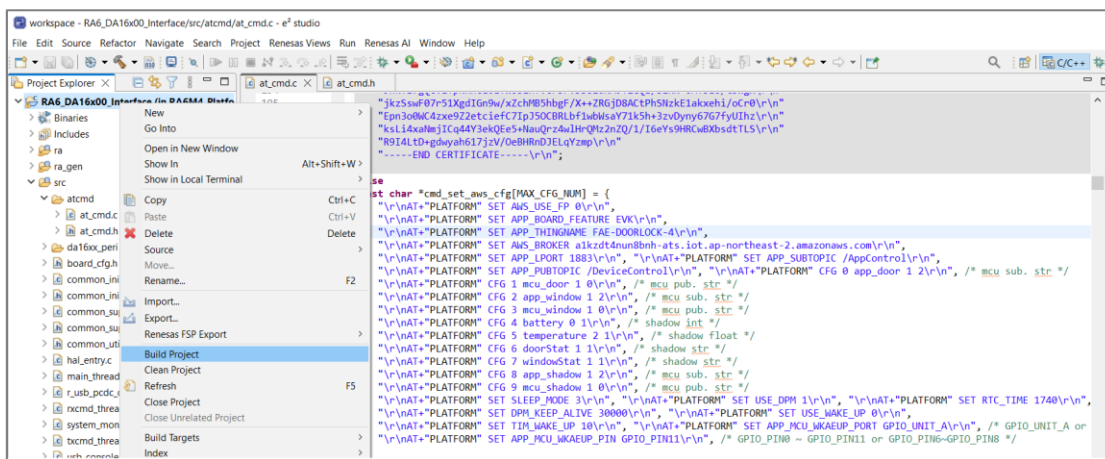 workspace - RA6_DA16x00_Interface/src/atcmd/at_cmd.c - e² studio
File Edit Source Refactor Navigate Search Project Renesas Views Run Renesas AI Window Help
C/C++
Project Explorer
at_cmd.c
at_cmd.h
RA6_DA16x00_Interface (in RA6M4_Platfo
Binaries
Includes
ra
ra_gen
src
atcmd
at_cmd.c
at_cmd.h
da16xx_peri
board_cfg.h
common_ini
common_ini
common_su
common_su
common_uti
hal_entry.c
main_thread
r_usb_pcdc_
rxcmd_threa
system_mon
txcmd_threa
usb_console
New
Go Into
Open in New Window
Show In Alt+Shift+W
Show in Local Terminal
Copy Ctrl+C
Paste Ctrl+V
Delete Delete
Source
Move...
Rename... F2
Import...
Export...
Renesas FSP Export
Build Project
Clean Project
Refresh F5
Close Project
Close Unrelated Project
Build Targets
Index
"jkzSswF07r51XgdIGn9w/xZchMB5hbgF/X++ZRGjD8ACtPhSNzkE1akxehi/oCr0\r\n"
"Epn3o0WC4zxe9Z2etciefC7IpJ5OCBRLbf1wbWsaY71k5h+3zvDyny67G7fyUIhz\r\n"
"ksLi4xaNmjICq44Y3ekQEe5+NauQrz4wlHrQMz2nZQ/1/I6eYs9HRCwBXbsdtTLS\r\n"
"R9I4LtD+gdwyah617jzV/OeBHRnDJELqYzmp\r\n"
"-----END CERTIFICATE-----\r\n";
se
st char *cmd_set_aws_cfg[MAX_CFG_NUM] = {
"\r\nAT+"PLATFORM" SET AWS_USE_FP 0\r\n",
"\r\nAT+"PLATFORM" SET APP_BOARD_FEATURE EVK\r\n",
"\r\nAT+"PLATFORM" SET APP_THINGNAME FAE-DOORLOCK-4\r\n",
"\r\nAT+"PLATFORM" SET AWS_BROKER a1kzdt4nun8bnh-ats.iot.ap-northeast-2.amazonaws.com\r\n",
"\r\nAT+"PLATFORM" SET APP_LPORT 1883\r\n", "\r\nAT+"PLATFORM" SET APP_SUBTOPIC /AppControl\r\n",
"\r\nAT+"PLATFORM" SET APP_PUBTOPIC /DeviceControl\r\n", "\r\nAT+"PLATFORM" CFG 0 app_door 1 2\r\n", /* mcu sub. str */
"\r\nAT+"PLATFORM" CFG 1 mcu_door 1 0\r\n", /* mcu pub. str */
"\r\nAT+"PLATFORM" CFG 2 app_window 1 2\r\n", /* mcu sub. str */
"\r\nAT+"PLATFORM" CFG 3 mcu_window 1 0\r\n", /* mcu pub. str */
"\r\nAT+"PLATFORM" CFG 4 battery 0 1\r\n", /* shadow int */
"\r\nAT+"PLATFORM" CFG 5 temperature 2 1\r\n", /* shadow float */
"\r\nAT+"PLATFORM" CFG 6 doorStat 1 1\r\n", /* shadow str */
"\r\nAT+"PLATFORM" CFG 7 windowStat 1 1\r\n", /* shadow str */
"\r\nAT+"PLATFORM" CFG 8 app_shadow 1 2\r\n", /* mcu sub. str */
"\r\nAT+"PLATFORM" CFG 9 mcu_shadow 1 0\r\n", /* mcu pub. str */
"\r\nAT+"PLATFORM" SET SLEEP_MODE 3\r\n", "\r\nAT+"PLATFORM" SET USE_DPM 1\r\n", "\r\nAT+"PLATFORM" SET RTC_TIME 1740\r\n",
"\r\nAT+"PLATFORM" SET DPM_KEEP_ALIVE 30000\r\n", "\r\nAT+"PLATFORM" SET USE_WAKE_UP 0\r\n",
"\r\nAT+"PLATFORM" SET TIM_WAKE_UP 10\r\n", "\r\nAT+"PLATFORM" SET APP_MCU_WKAEUP_PORT GPIO_UNIT_A\r\n", /* GPIO_UNIT_A or
"\r\nAT+"PLATFORM" SET APP_MCU_WKAEUP_PIN GPIO_PIN11\r\n", /* GPIO_PIN0 ~ GPIO_PIN11 or GPIO_PIN6~GPIO_PIN8 */